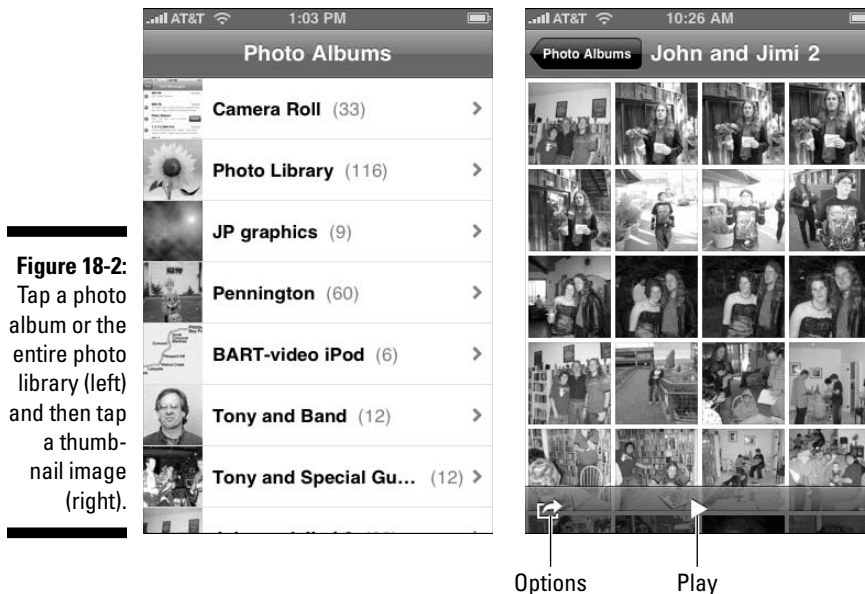 AT&T 1:03 PM
Photo Albums
Camera Roll (33)
Photo Library (116)
JP graphics (9)
Pennington (60)
BART-video iPod (6)
Tony and Band (12)
Tony and Special Gu... (12)
AT&T 10:26 AM
Photo Albums John and Jimi 2
Figure 18-2:
Tap a photo
album or the
entire photo
library (left)
and then tap
a thumb-
nail image
(right).
Options Play